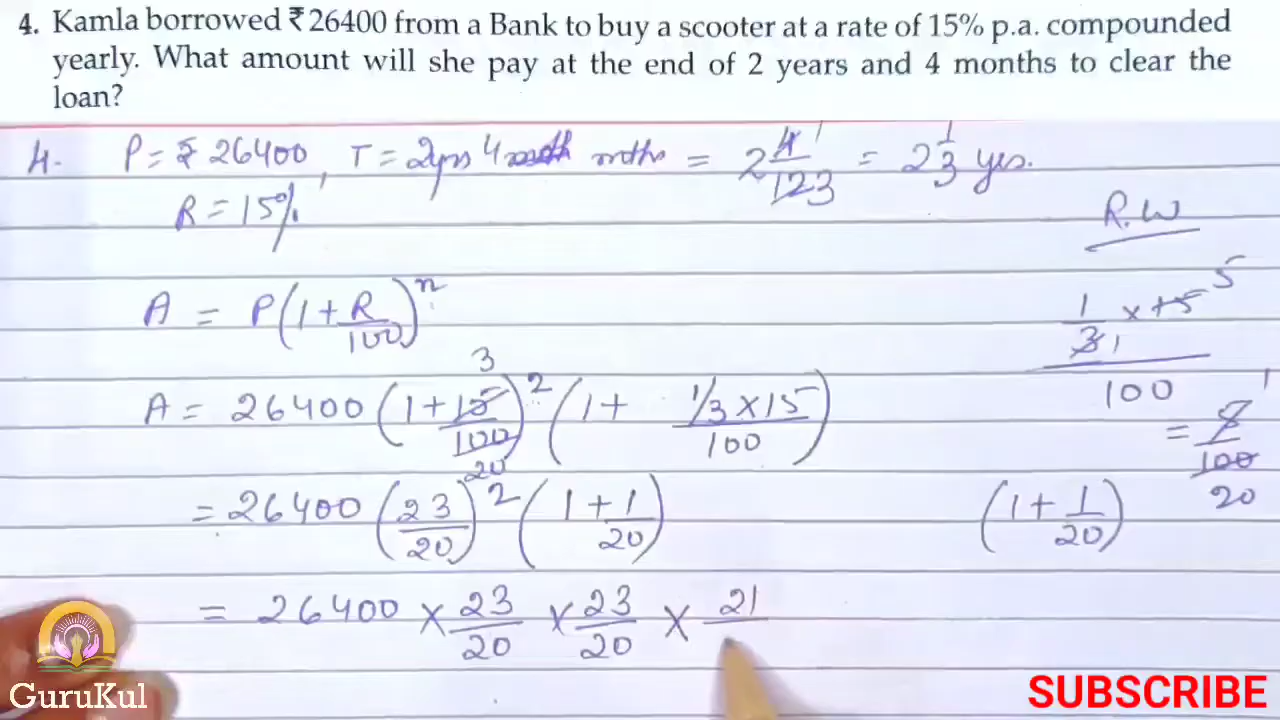 4. Kamla borrowed ₹26400 from a Bank to buy a scooter at a rate of 15% p.a. compounded
yearly. What amount will she pay at the end of 2 years and 4 months to clear the
loan?
4. P = ₹ 26400, T = 2yrs 4 mnths = 2 4/12 = 2 1/3 yrs.
R = 15%
R.W
A = P(1 + R/100)^n
1/3 × 15 / 100
A = 26400 (1 + 15/100)^2 (1 + 1/3 × 15/100)
= 5/100
= 26400 (23/20)^2 (1 + 1/20)
(1 + 1/20)
= 26400 × 23/20 × 23/20 × 21
GuruKul
SUBSCRIBE